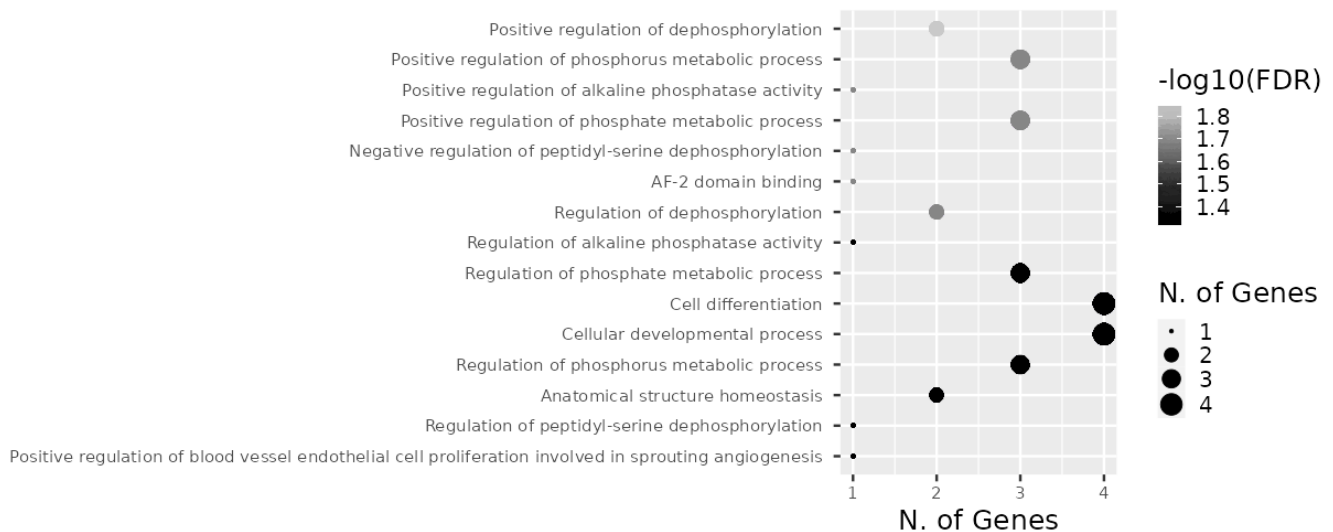 Positive regulation of dephosphorylation
Positive regulation of phosphorus metabolic process
Positive regulation of alkaline phosphatase activity
Positive regulation of phosphate metabolic process
Negative regulation of peptidyl-serine dephosphorylation
AF-2 domain binding
Regulation of dephosphorylation
Regulation of alkaline phosphatase activity
Regulation of phosphate metabolic process
Cell differentiation
Cellular developmental process
Regulation of phosphorus metabolic process
Anatomical structure homeostasis
Regulation of peptidyl-serine dephosphorylation
Positive regulation of blood vessel endothelial cell proliferation involved in sprouting angiogenesis
1 2 3 4
N. of Genes
-log10(FDR)
1.8
1.7
1.6
1.5
1.4
N. of Genes
1
2
3
4